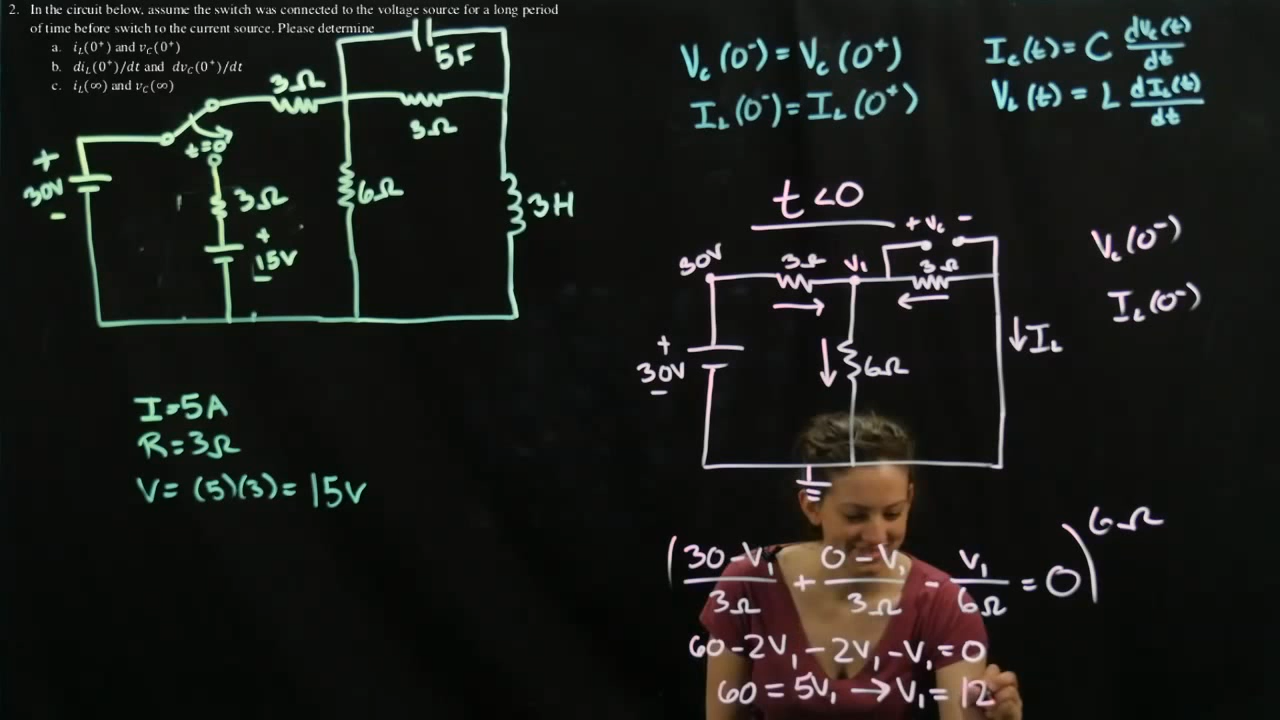 2. In the circuit below, assume the switch was connected to the voltage source for a long period
of time before switch to the current source. Please determine
a. iL(0⁺) and vC(0⁺)
b. diL(0⁺)/dt and dvC(0⁺)/dt
c. iL(∞) and vC(∞)
5F
3Ω
3Ω
t=0
+
30V
-
3Ω
6Ω
3H
+
15V
-
I=5A
R=3Ω
V= (5)(3)= 15V
Vc(0⁻)=Vc(0⁺)
IL(0⁻)=IL(0⁺)
Ic(t)= C dVc(t)/dt
VL(t) = L dIL(t)/dt
t<0
+ Vc -
30V
3Ω
V₁
3Ω
Vc(0⁻)
IL(0⁻)
↓IL
+
30V
-
6Ω
(30-V₁/3Ω + 0-V₁/3Ω - V₁/6Ω = 0)6Ω
60-2V₁-2V₁-V₁=0
60=5V₁→V₁=12